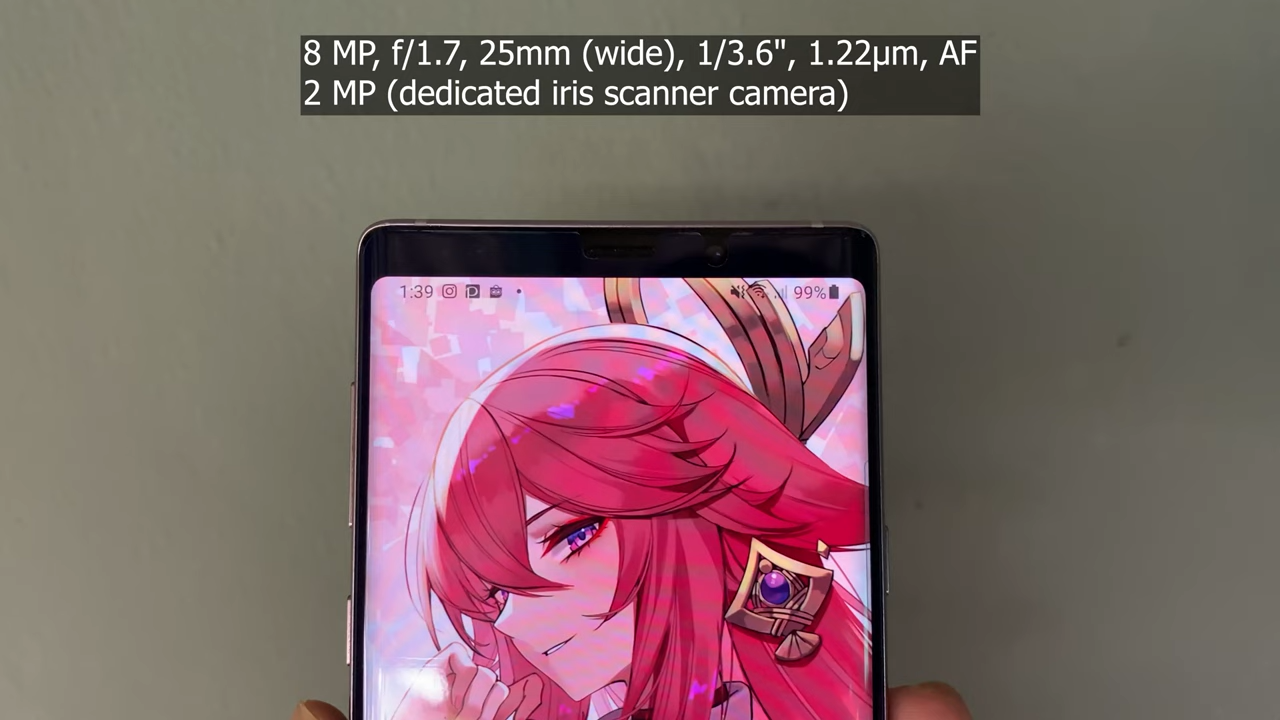 8 MP, f/1.7, 25mm (wide), 1/3.6", 1.22µm, AF
2 MP (dedicated iris scanner camera)
1:39 99%